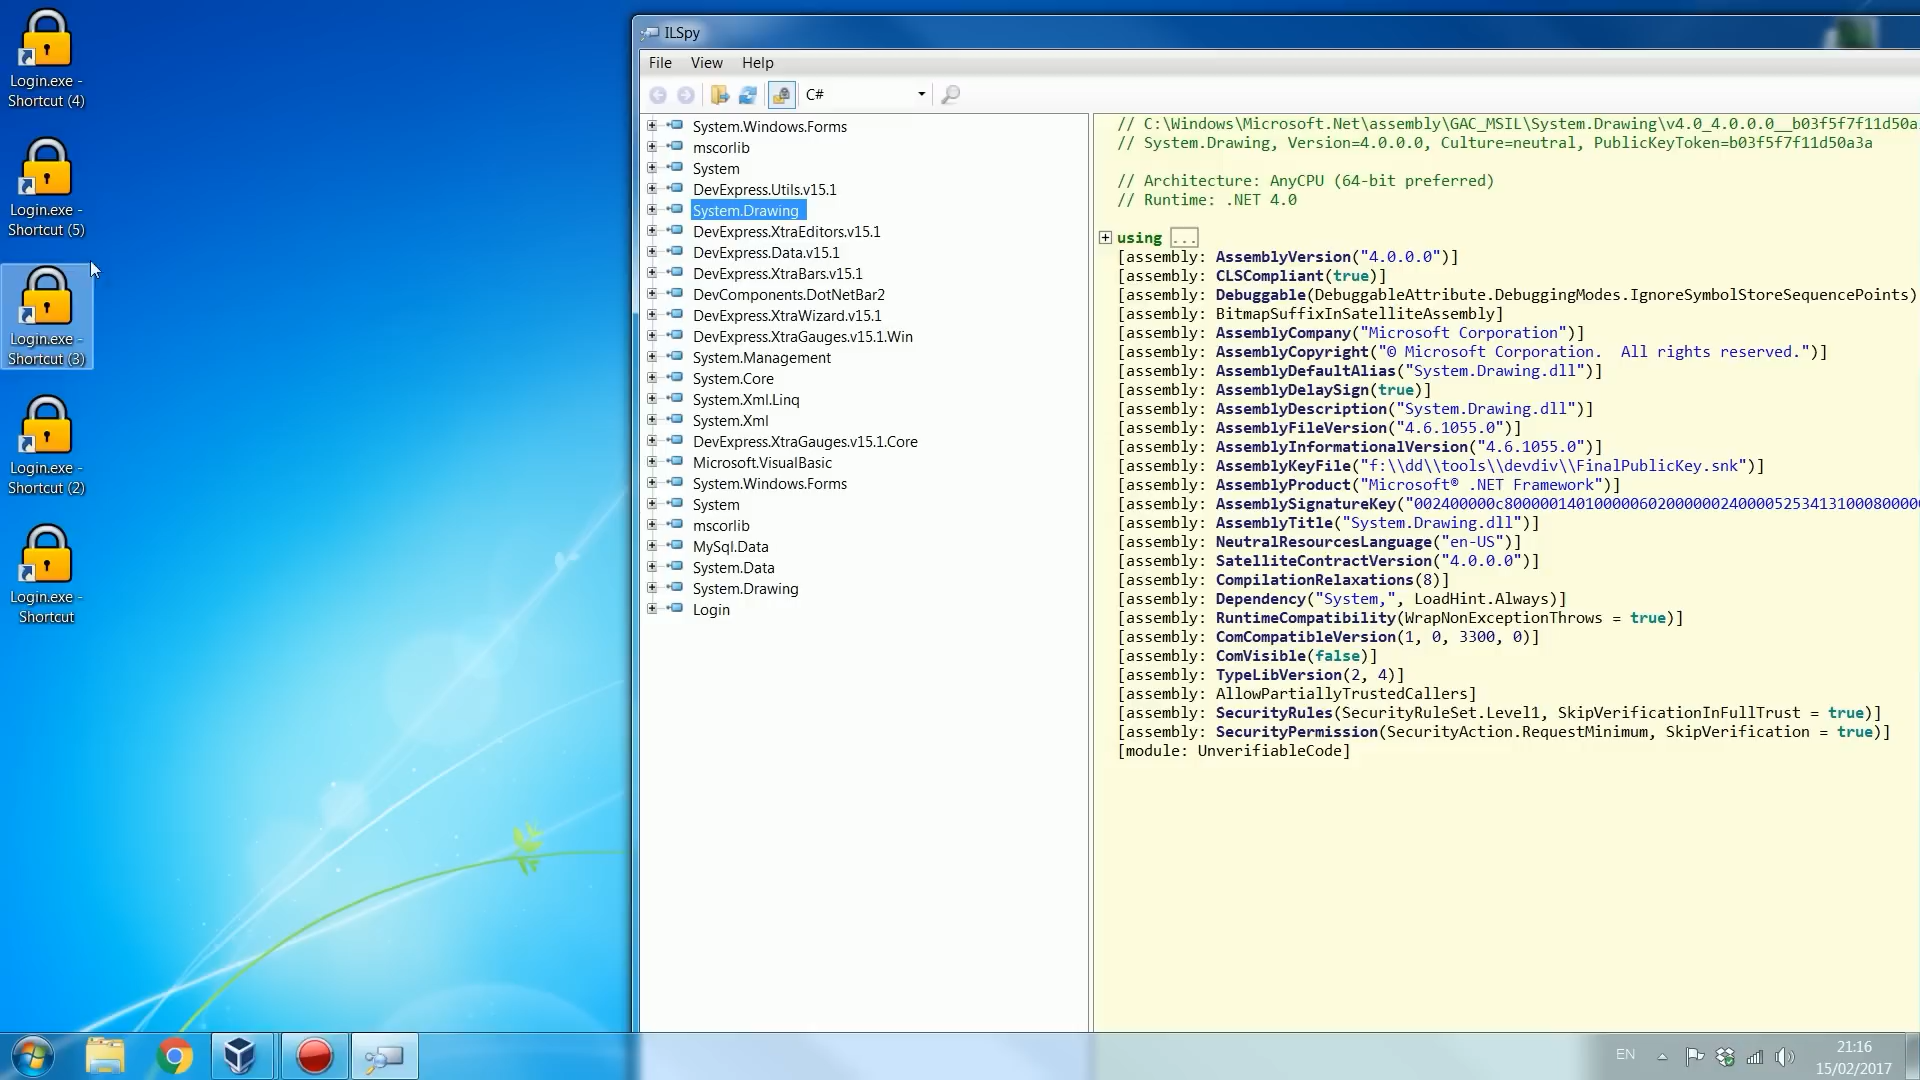 Login.exe -
Shortcut (4)
Login.exe -
Shortcut (5)
Login.exe -
Shortcut (3)
Login.exe -
Shortcut (2)
Login.exe -
Shortcut
ILSpy
File View Help
C#
System.Windows.Forms
mscorlib
System
DevExpress.Utils.v15.1
System.Drawing
DevExpress.XtraEditors.v15.1
DevExpress.Data.v15.1
DevExpress.XtraBars.v15.1
DevComponents.DotNetBar2
DevExpress.XtraWizard.v15.1
DevExpress.XtraGauges.v15.1.Win
System.Management
System.Core
System.Xml.Linq
System.Xml
DevExpress.XtraGauges.v15.1.Core
Microsoft.VisualBasic
System.Windows.Forms
System
mscorlib
MySql.Data
System.Data
System.Drawing
Login
// C:\Windows\Microsoft.Net\assembly\GAC_MSIL\System.Drawing\v4.0_4.0.0.0__b03f5f7f11d50a
// System.Drawing, Version=4.0.0.0, Culture=neutral, PublicKeyToken=b03f5f7f11d50a3a
// Architecture: AnyCPU (64-bit preferred)
// Runtime: .NET 4.0
using ...
[assembly: AssemblyVersion("4.0.0.0")]
[assembly: CLSCompliant(true)]
[assembly: Debuggable(DebuggableAttribute.DebuggingModes.IgnoreSymbolStoreSequencePoints)
[assembly: BitmapSuffixInSatelliteAssembly]
[assembly: AssemblyCompany("Microsoft Corporation")]
[assembly: AssemblyCopyright("© Microsoft Corporation.  All rights reserved.")]
[assembly: AssemblyDefaultAlias("System.Drawing.dll")]
[assembly: AssemblyDelaySign(true)]
[assembly: AssemblyDescription("System.Drawing.dll")]
[assembly: AssemblyFileVersion("4.6.1055.0")]
[assembly: AssemblyInformationalVersion("4.6.1055.0")]
[assembly: AssemblyKeyFile("f:\\dd\\tools\\devdiv\\FinalPublicKey.snk")]
[assembly: AssemblyProduct("Microsoft® .NET Framework")]
[assembly: AssemblySignatureKey("002400000c800000140100000602000000240000525341310008000
[assembly: AssemblyTitle("System.Drawing.dll")]
[assembly: NeutralResourcesLanguage("en-US")]
[assembly: SatelliteContractVersion("4.0.0.0")]
[assembly: CompilationRelaxations(8)]
[assembly: Dependency("System,", LoadHint.Always)]
[assembly: RuntimeCompatibility(WrapNonExceptionThrows = true)]
[assembly: ComCompatibleVersion(1, 0, 3300, 0)]
[assembly: ComVisible(false)]
[assembly: TypeLibVersion(2, 4)]
[assembly: AllowPartiallyTrustedCallers]
[assembly: SecurityRules(SecurityRuleSet.Level1, SkipVerificationInFullTrust = true)]
[assembly: SecurityPermission(SecurityAction.RequestMinimum, SkipVerification = true)]
[module: UnverifiableCode]
EN
21:16
15/02/2017